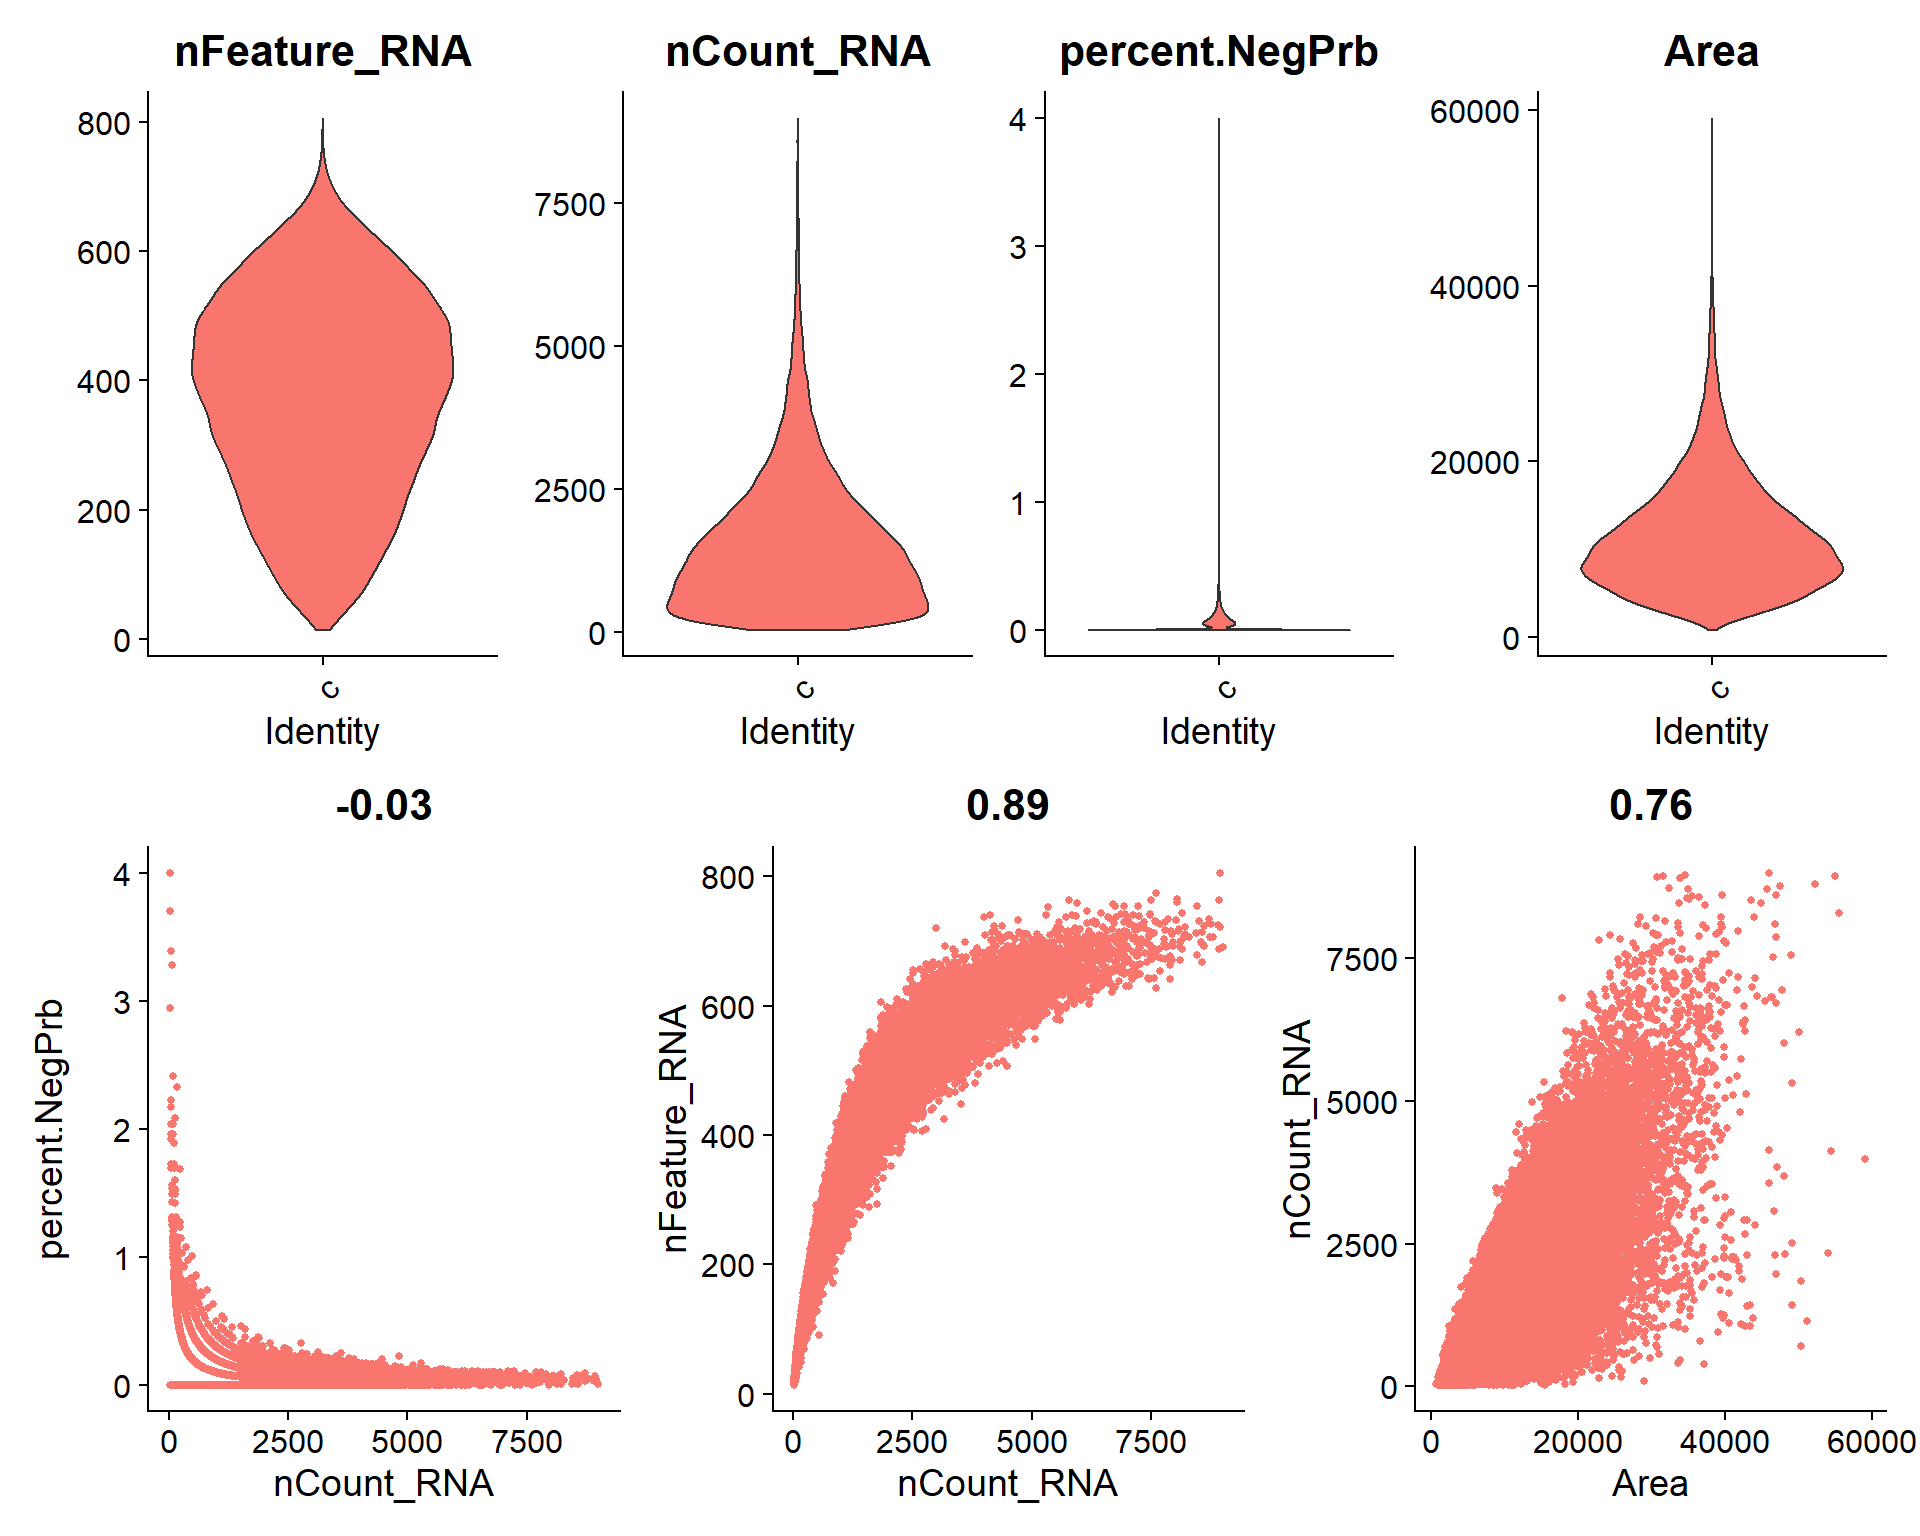 nFeature_RNA
800
600
400
200
0
c
Identity
nCount_RNA
7500
5000
2500
0
c
Identity
percent.NegPrb
4
3
2
1
0
c
Identity
Area
60000
40000
20000
0
c
Identity
-0.03
percent.NegPrb
4
3
2
1
0
0 2500 5000 7500
nCount_RNA
0.89
nFeature_RNA
800
600
400
200
0
0 2500 5000 7500
nCount_RNA
0.76
nCount_RNA
7500
5000
2500
0
0 20000 40000 60000
Area